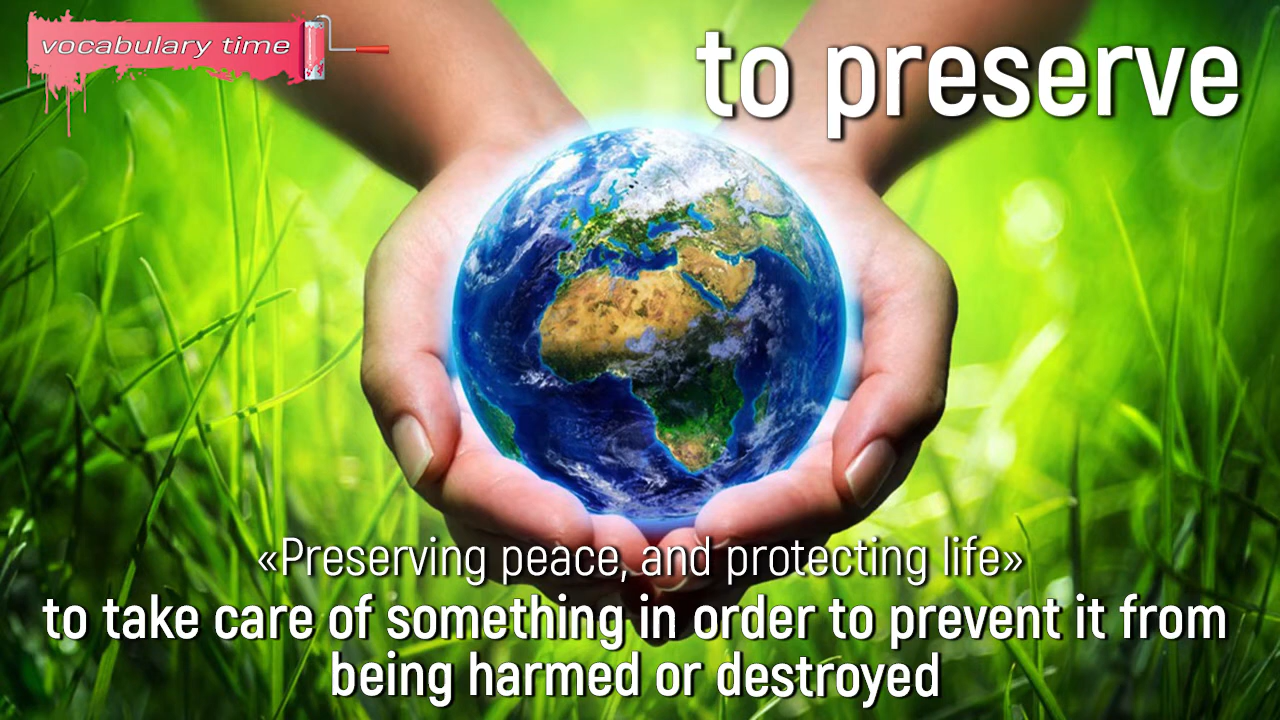 vocabulary time
to preserve
«Preserving peace, and protecting life»
to take care of something in order to prevent it from
being harmed or destroyed